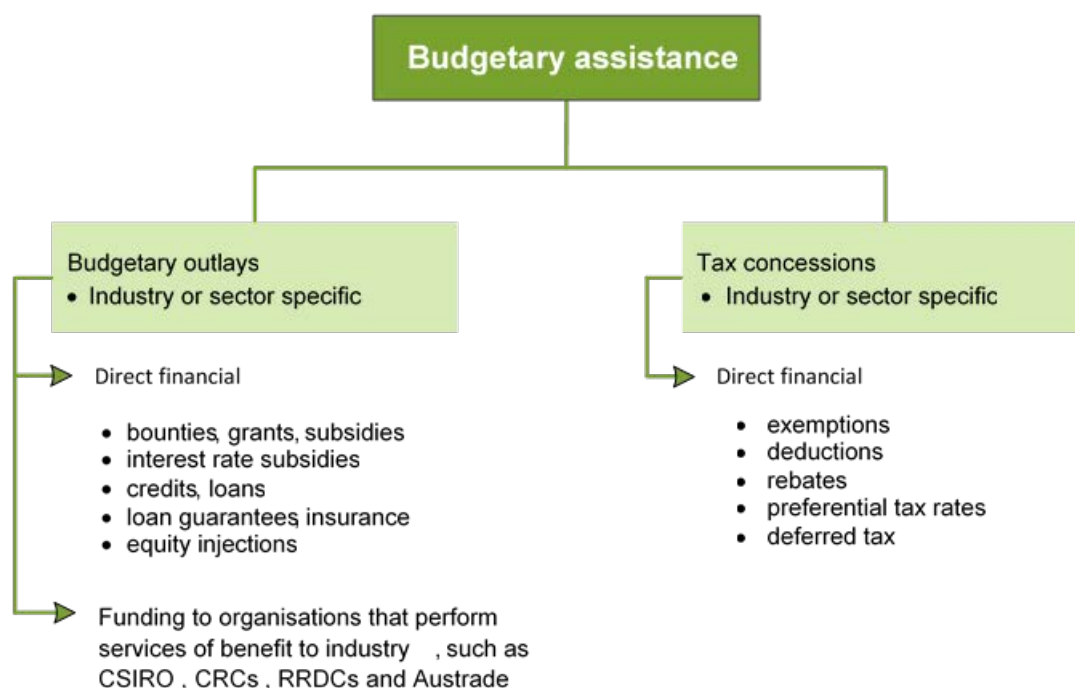 Budgetary assistance
Budgetary outlays
• Industry or sector specific
Direct financial
• bounties, grants, subsidies
• interest rate subsidies
• credits, loans
• loan guarantees, insurance
• equity injections
Funding to organisations that perform
services of benefit to industry , such as
CSIRO , CRCs , RRDCs and Austrade
Tax concessions
• Industry or sector specific
Direct financial
• exemptions
• deductions
• rebates
• preferential tax rates
• deferred tax